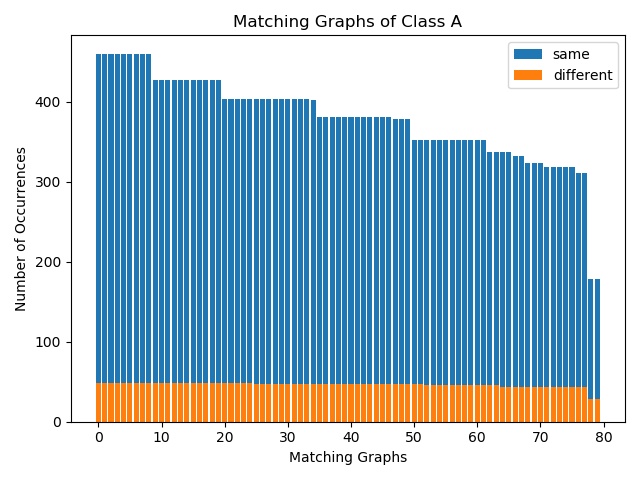 Matching Graphs of Class A
same
different
Number of Occurrences
400
300
200
100
0
0 10 20 30 40 50 60 70 80
Matching Graphs